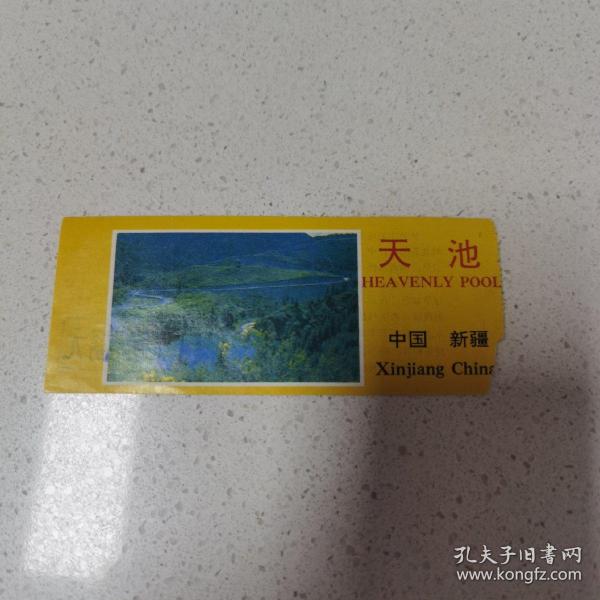 天 池
HEAVENLY POOL
中国 新疆
Xinjiang China
孔夫子旧书网
www.kongfz.com